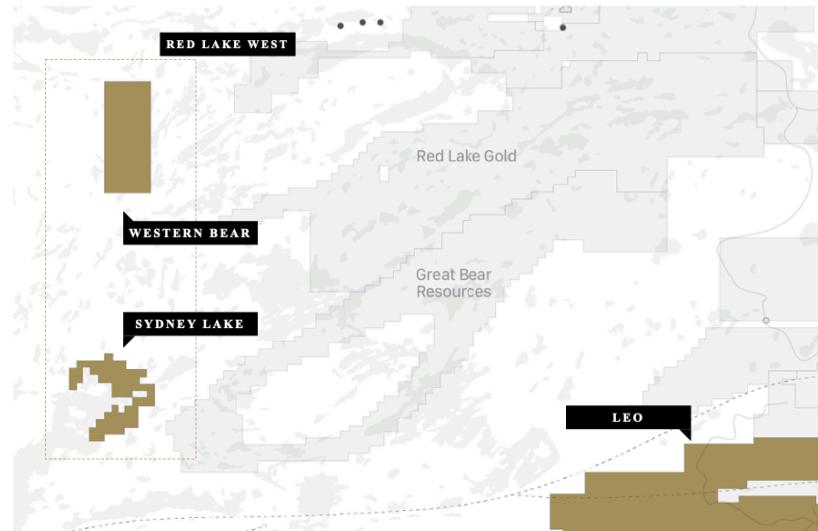 RED LAKE WEST
Red Lake Gold
WESTERN BEAR
Great Bear
Resources
SYDNEY LAKE
LEO